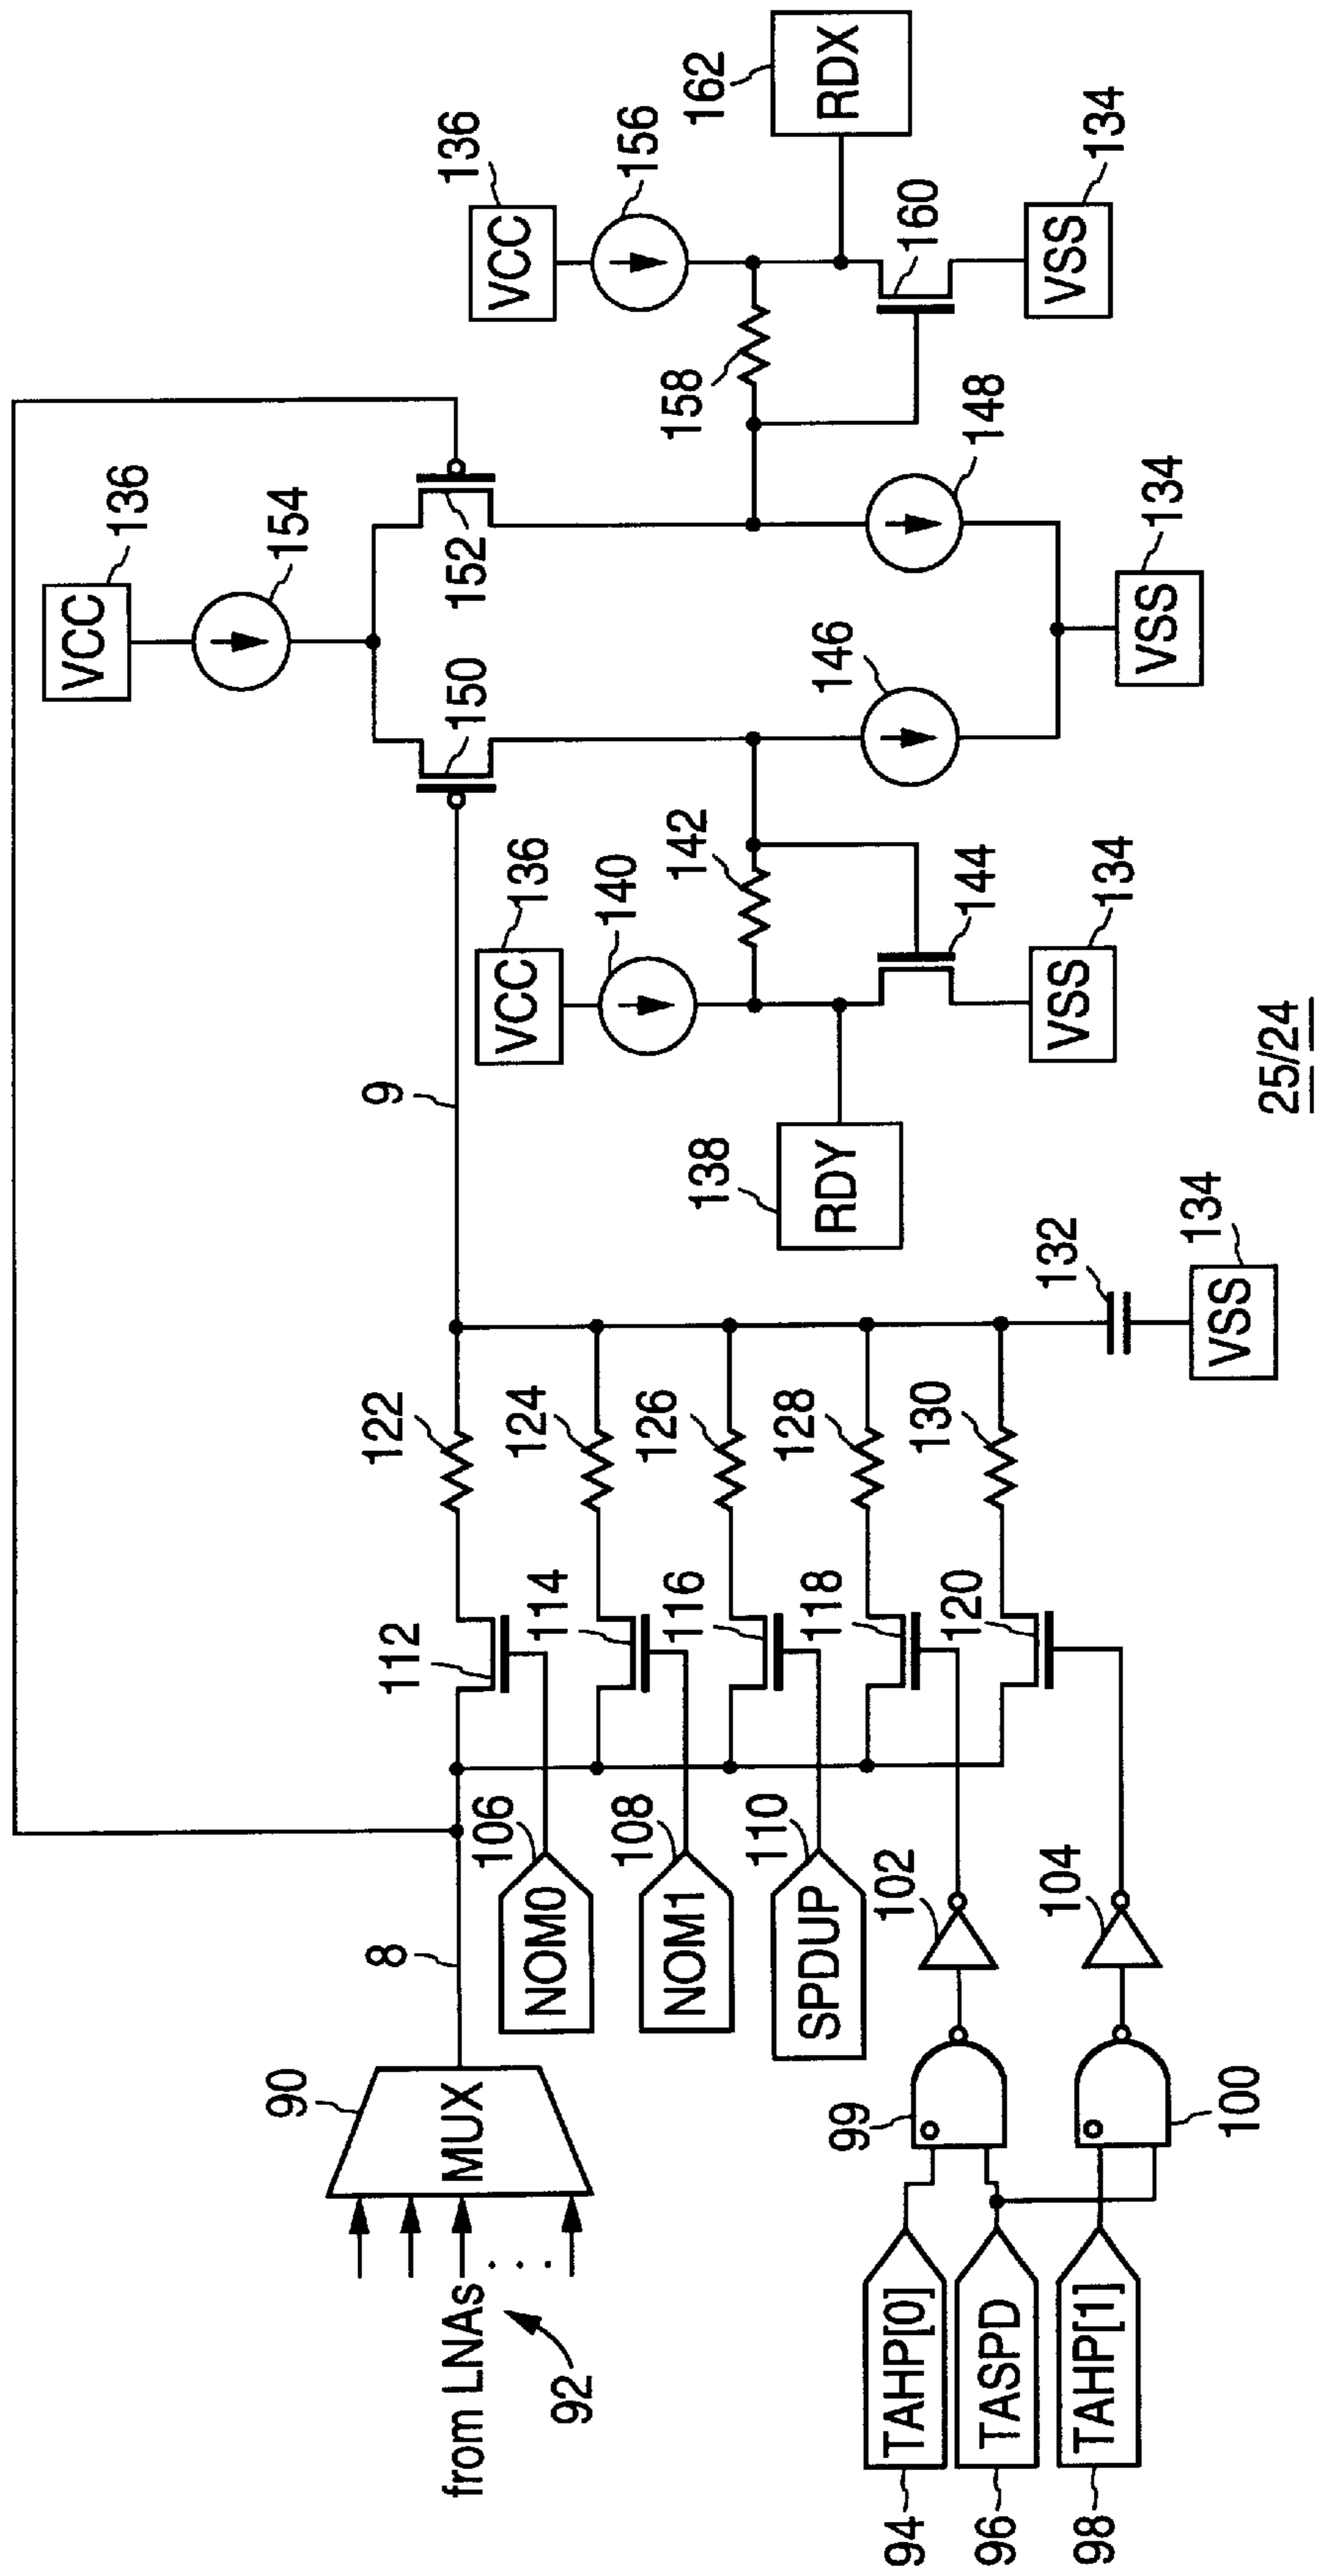 from LNAs
92
90
MUX
8
94
TAHP[0]
96
TASPD
98
TAHP[1]
99
100
102
104
NOM0
106
NOM1
108
SPDUP
110
112
114
116
118
120
122
124
126
128
130
132
VSS
134
9
RDY
138
VCC
136
140
142
144
VSS
134
VCC
136
154
150
152
146
148
VSS
134
VCC
136
156
158
160
RDX
162
VSS
134
25/24